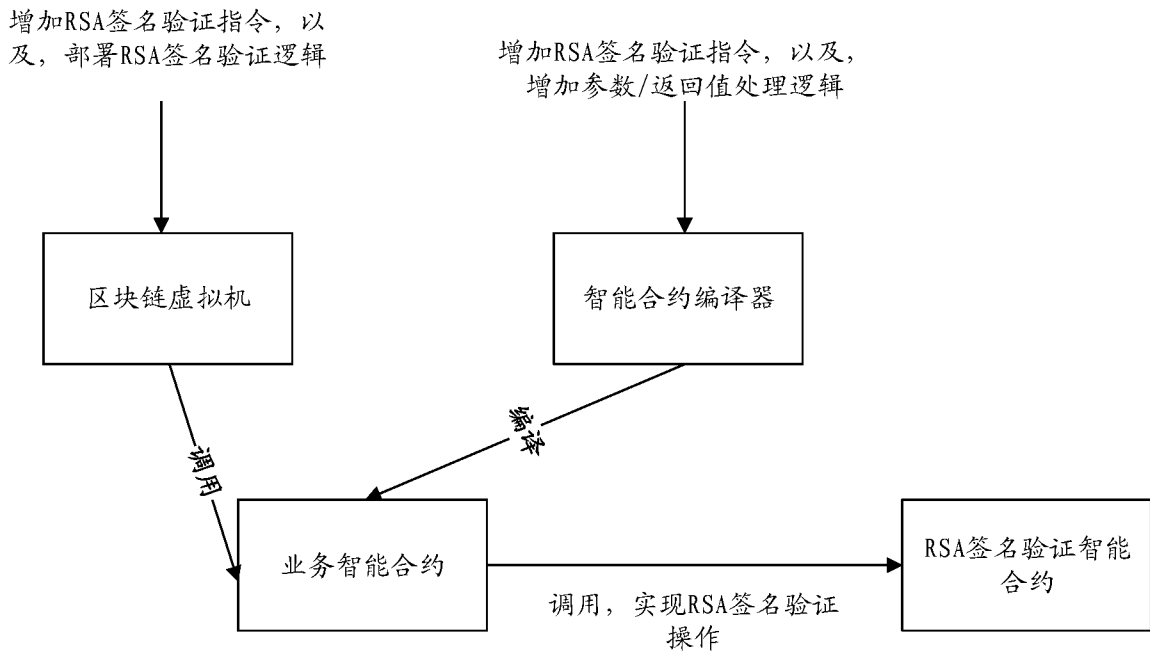 增加RSA签名验证指令，以
及，部署RSA签名验证逻辑
增加RSA签名验证指令，以及，
增加参数/返回值处理逻辑
区块链虚拟机
智能合约编译器
调用
编译
业务智能合约
RSA签名验证智能
合约
调用，实现RSA签名验证
操作